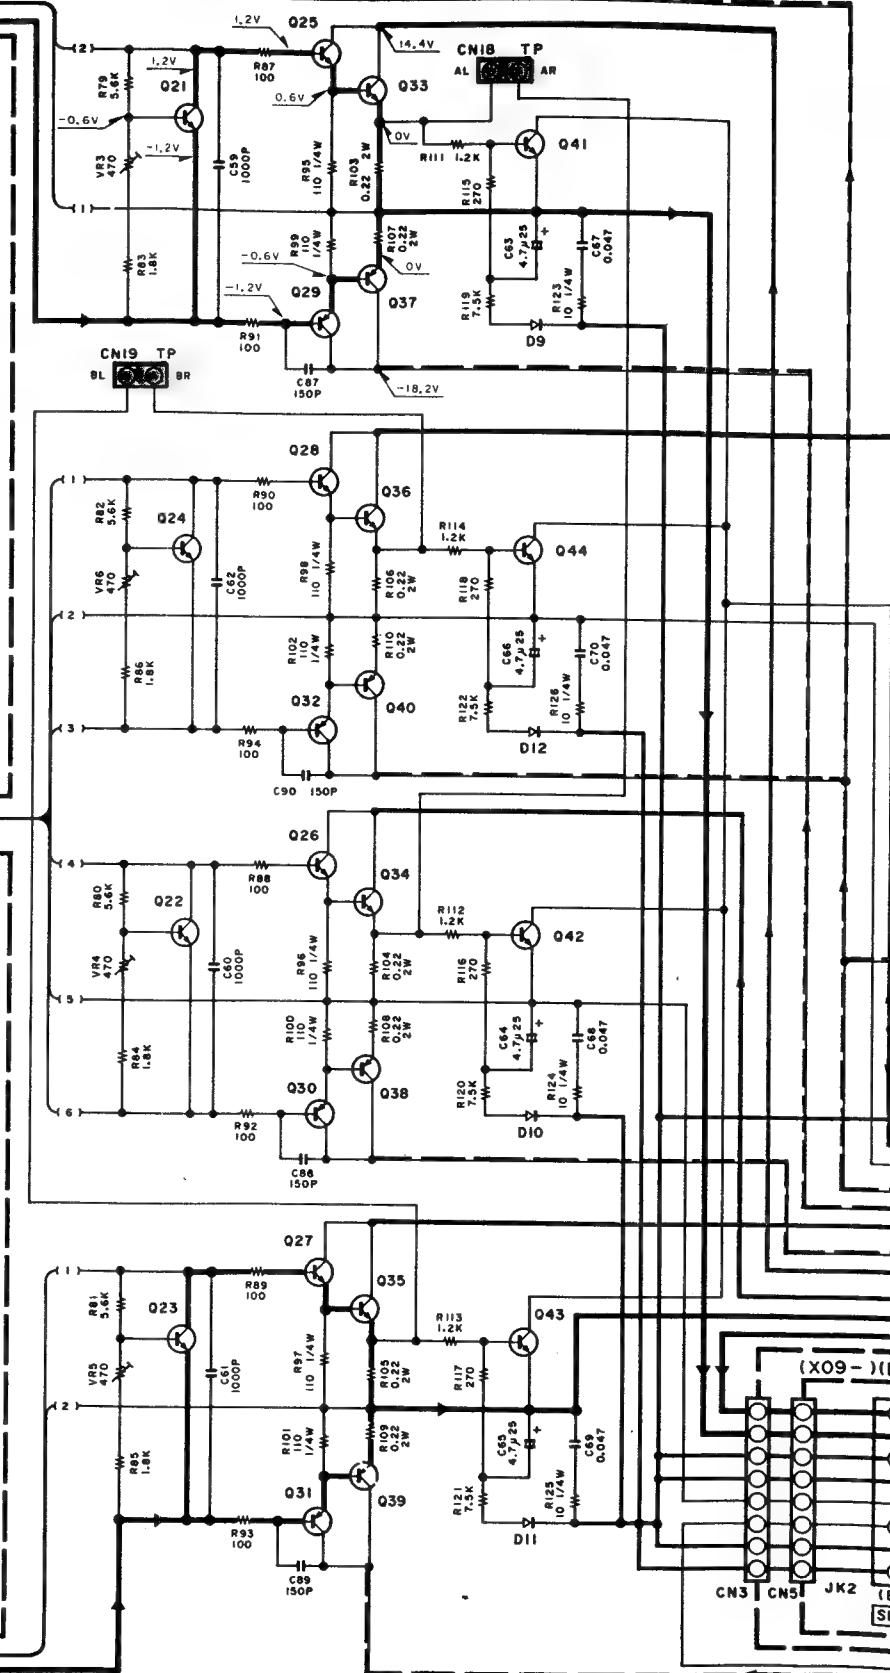 1.2V
Q25
14.4V
CN18 TP
(2)
R79
5.6K
1.2V
Q21
R87
100
AL
AR
Q33
-0.6V
0.6V
0V
Q41
VR3
470
-1.2V
C59
1000P
R95
110 1/4W
R103
0.22 2W
R111 1.2K
R115
270
(1)
R83
1.8K
R99
110
1/4W
R107
0.22
2W
C63
4.7μ25
+
C67
0.047
-0.6V
0V
-1.2V
Q29
Q37
R119
7.5K
R123
10 1/4W
D9
R91
100
CN19 TP
BL
BR
C87
150P
-18.2V
Q28
(1)
R82
5.6K
Q24
R90
100
Q36
R114
1.2K
Q44
VR6
470
C62
1000P
R98
110 1/4W
R106
0.22
2W
R118
270
(2)
R86
1.8K
R102
110
1/4W
R110
0.22
2W
C66
4.7μ25
+
C70
0.047
Q32
Q40
R122
7.5K
R126
10 1/4W
(3)
R94
100
D12
C90 150P
Q26
(4)
R80
5.6K
Q22
R88
100
Q34
R112
1.2K
Q42
VR4
470
C60
1000P
R96
110 1/4W
R104
0.22
2W
R116
270
(5)
R84
1.8K
R100
110
1/4W
R108
0.22
2W
C64
4.7μ25
+
C68
0.047
Q30
Q38
R120
7.5K
R124
10 1/4W
(6)
R92
100
D10
C88
150P
Q27
(1)
R81
5.6K
Q23
R89
100
Q35
R113
1.2K
Q43
VR5
470
C61
1000P
R97
110 1/4W
R105
0.22
2W
R117
270
(X09-)(
(2)
R85
1.8K
R101
110
1/4W
R109
0.22
2W
C65
4.7μ25
+
C69
0.047
Q31
Q39
R121
7.5K
R125
10 1/4W
R93
100
D11
C89
150P
CN3 CN5 JK2